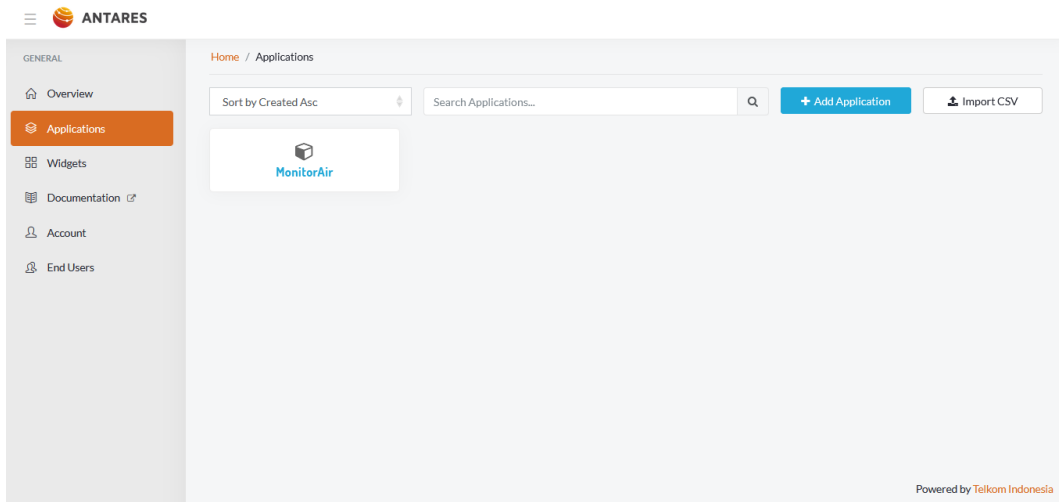 ANTARES
GENERAL
Overview
Applications
Widgets
Documentation
Account
End Users
Home / Applications
Sort by Created Asc
Search Applications...
+ Add Application
Import CSV
MonitorAir
Powered by Telkom Indonesia